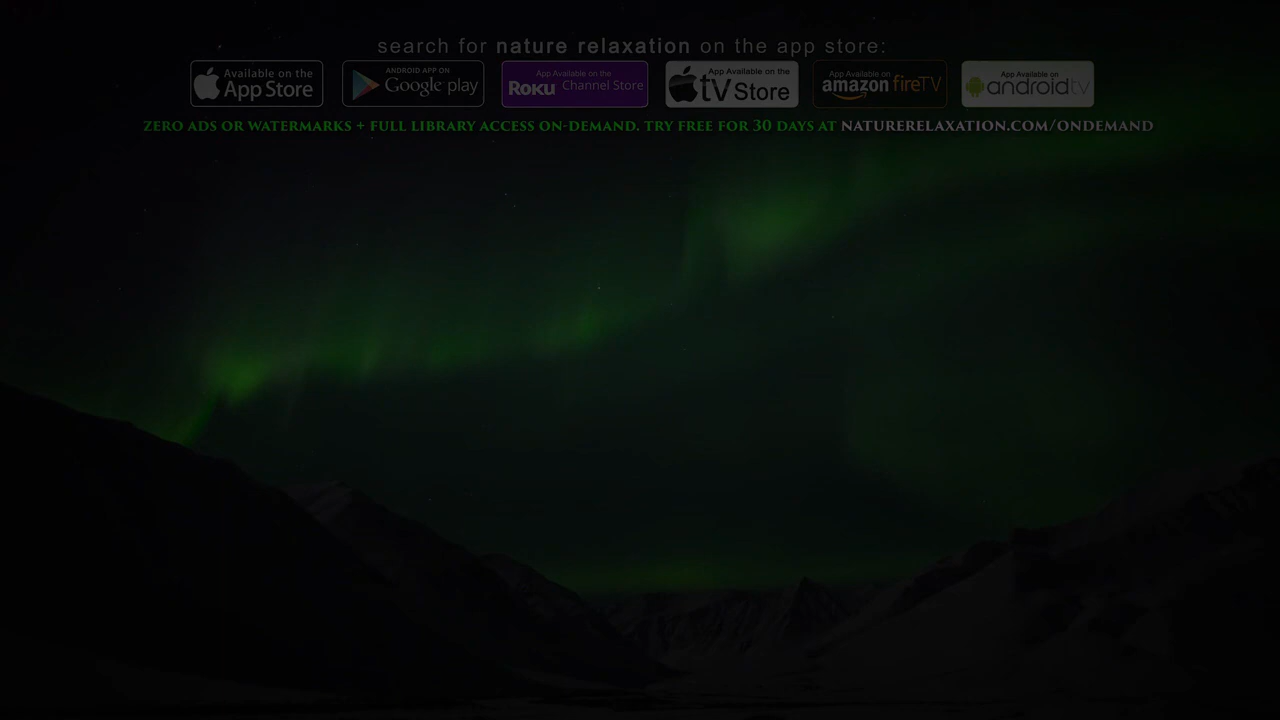 search for nature relaxation on the app store:
Available on the App Store
ANDROID APP ON Google play
App Available on the ROKU Channel Store
App Available on the tv Store
App Available on amazon fireTV
App Available on androidtv
ZERO ADS OR WATERMARKS + FULL LIBRARY ACCESS ON-DEMAND. TRY FREE FOR 30 DAYS AT NATURERELAXATION.COM/ONDEMAND